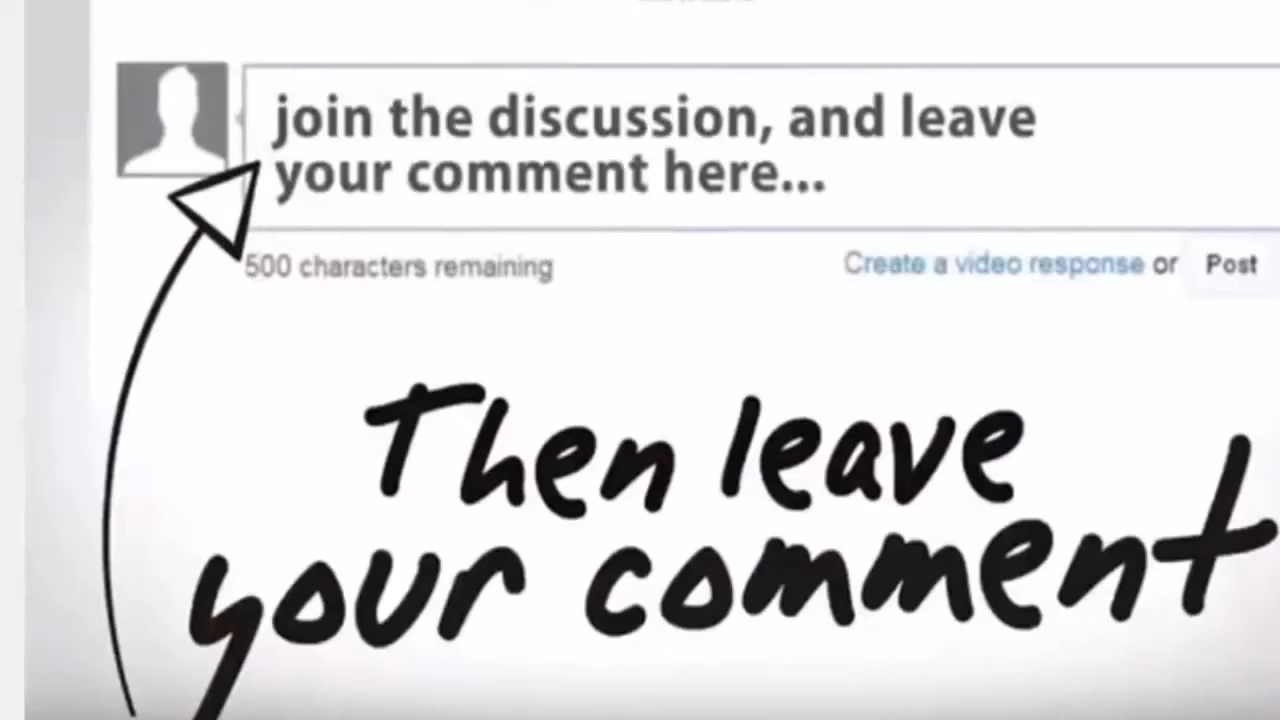 join the discussion, and leave
your comment here...
500 characters remaining
Create a video response or Post
Then leave
your comment